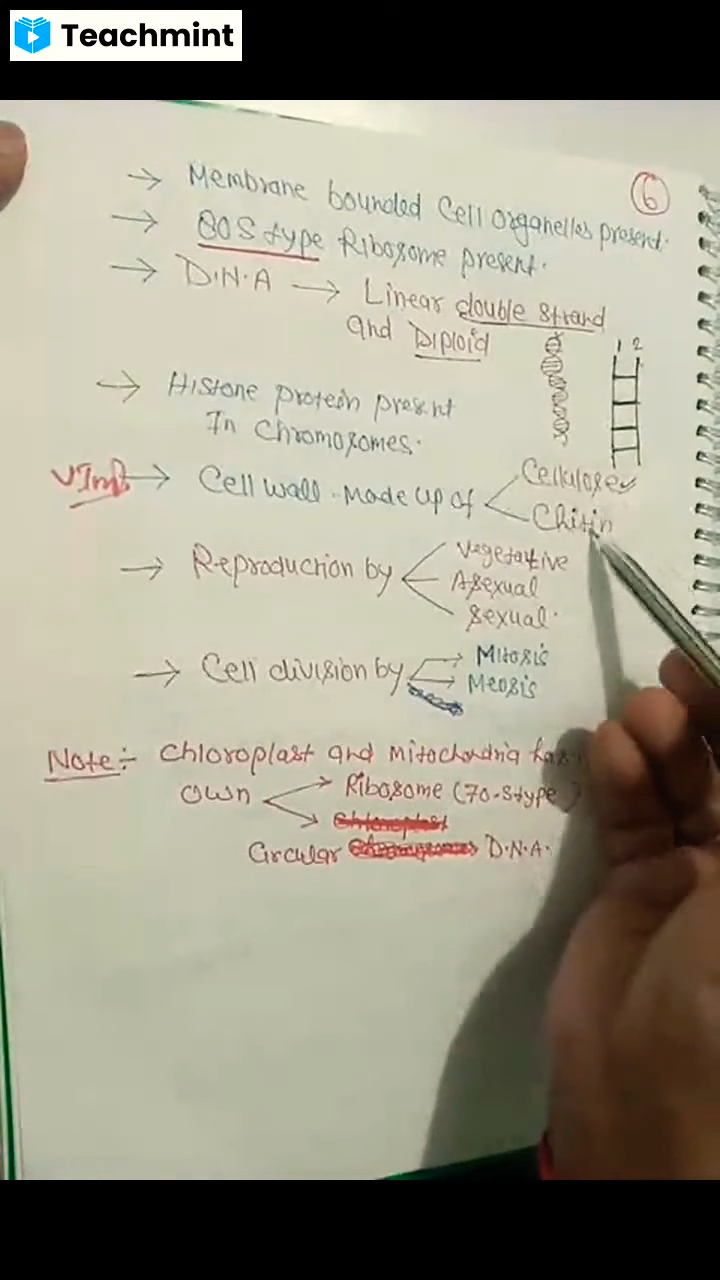 Teachmint
6
→ Membrane bounded Cell organelles present.
→ 80S type Ribosome present.
→ D.N.A → Linear double strand
and Diploid
1 2
→ Histone protein present
In Chromosomes.
V Imp → Cell wall Made up of Cellulose
Chitin
→ Reproduction by Vegetative
Asexual
Sexual.
→ Cell division by → Mitosis
→ Meosis
Note:- Chloroplast and Mitochondria has
Own → Ribosome (70-S type )
→
Circular D.N.A.